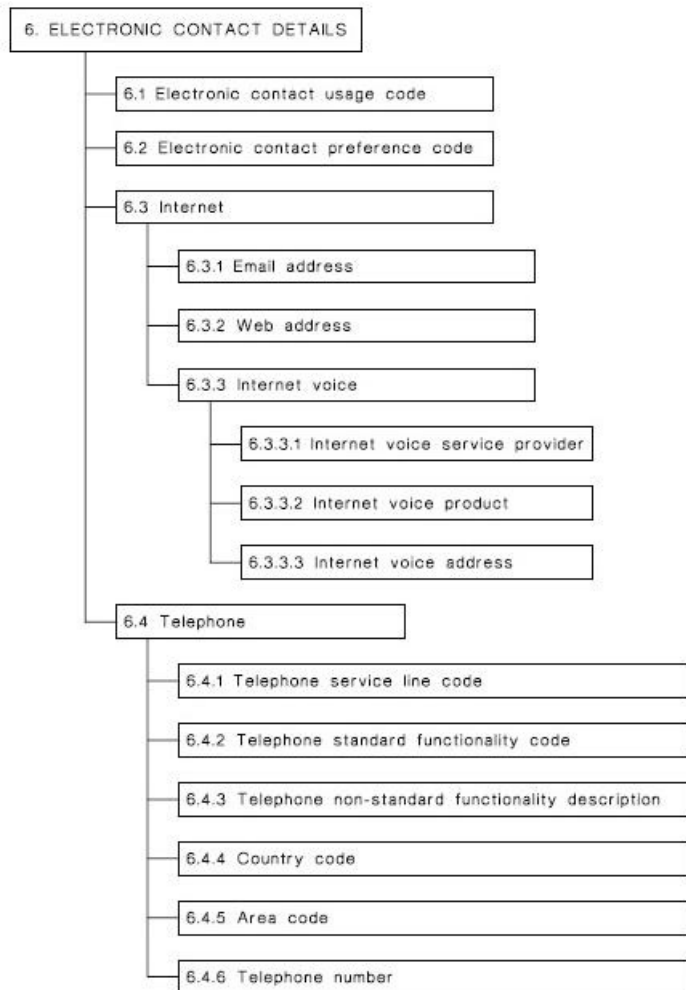 6. ELECTRONIC CONTACT DETAILS
6.1 Electronic contact usage code
6.2 Electronic contact preference code
6.3 Internet
6.3.1 Email address
6.3.2 Web address
6.3.3 Internet voice
6.3.3.1 Internet voice service provider
6.3.3.2 Internet voice product
6.3.3.3 Internet voice address
6.4 Telephone
6.4.1 Telephone service line code
6.4.2 Telephone standard functionality code
6.4.3 Telephone non-standard functionality description
6.4.4 Country code
6.4.5 Area code
6.4.6 Telephone number